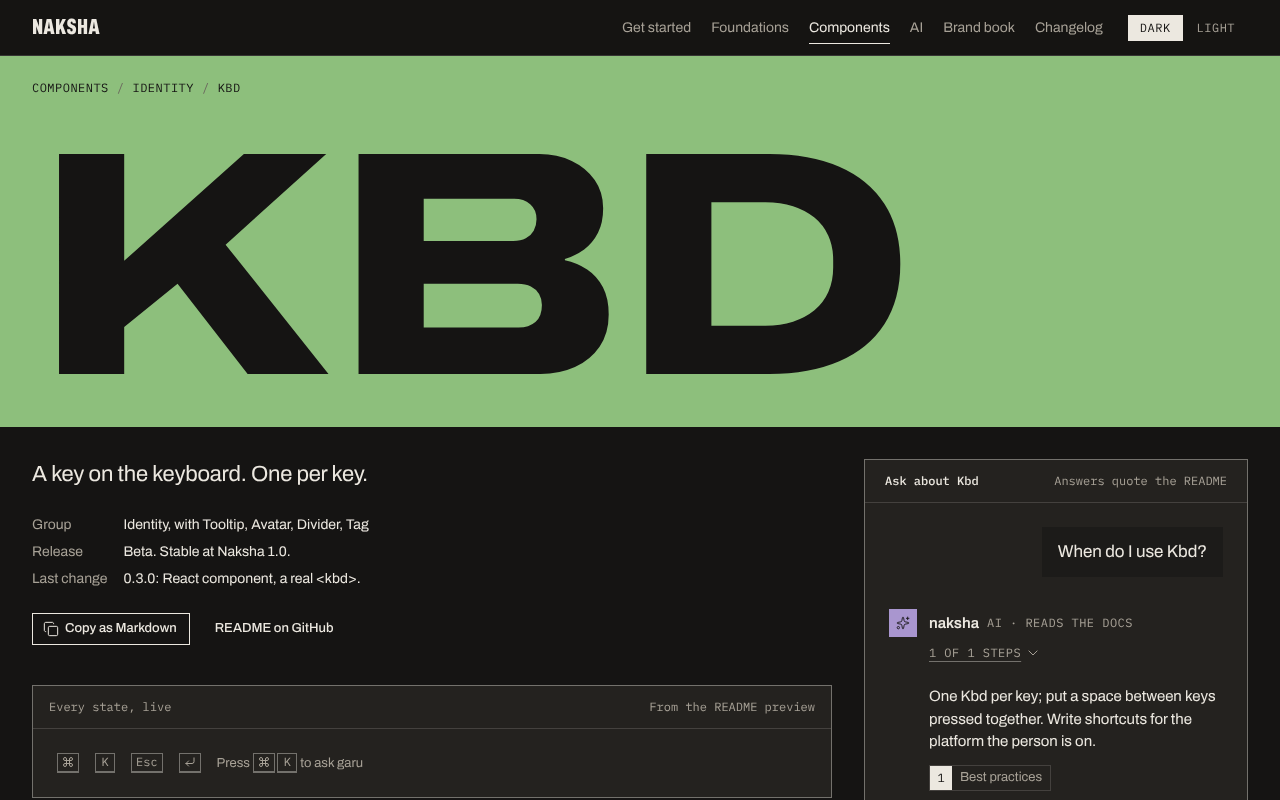 NAKSHA
Get started Foundations Components AI Brand book Changelog DARK LIGHT
COMPONENTS / IDENTITY / KBD
KBD
A key on the keyboard. One per key.
Group Identity, with Tooltip, Avatar, Divider, Tag
Release Beta. Stable at Naksha 1.0.
Last change 0.3.0: React component, a real <kbd>.
Copy as Markdown README on GitHub
Every state, live From the README preview
⌘ K Esc ↵ Press ⌘ K to ask garu
Ask about Kbd Answers quote the README
When do I use Kbd?
naksha AI · READS THE DOCS
1 OF 1 STEPS
One Kbd per key; put a space between keys
pressed together. Write shortcuts for the
platform the person is on.
1 Best practices